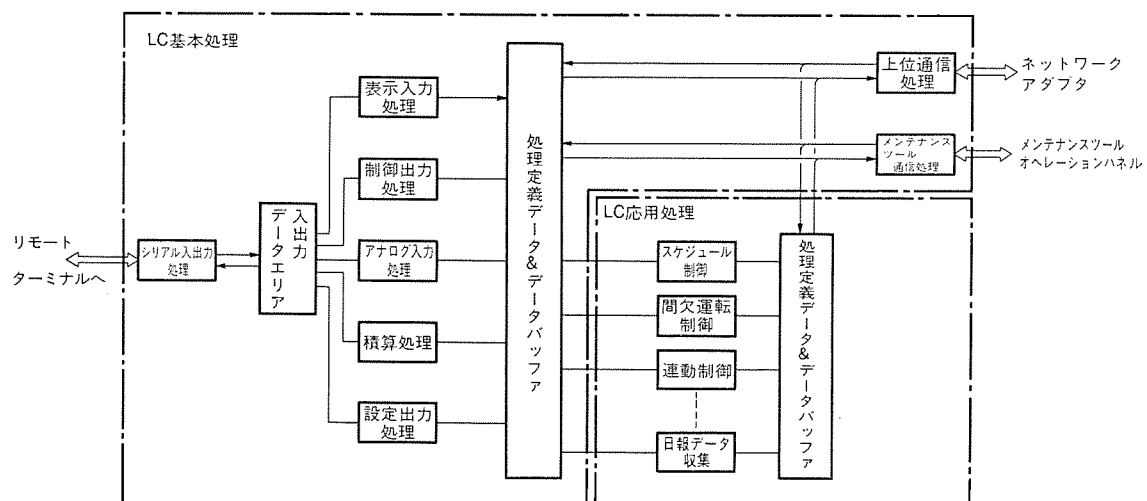 LC基本処理
表示入力
処理
制御出力
処理
アナログ入力
処理
積算処理
設定出力
処理
リモート
ターミナルへ
シリアル入出力
処理
入出力
データエリア
処理定義データ&データバッファ
上位通信
処理
ネットワーク
アダプタ
メンテナンス
ツール
通信処理
メンテナンスツール
オペレーションパネル
LC応用処理
スケジュール
制御
間欠運転
制御
連動制御
日報データ
収集
処理定義データ&データバッファ